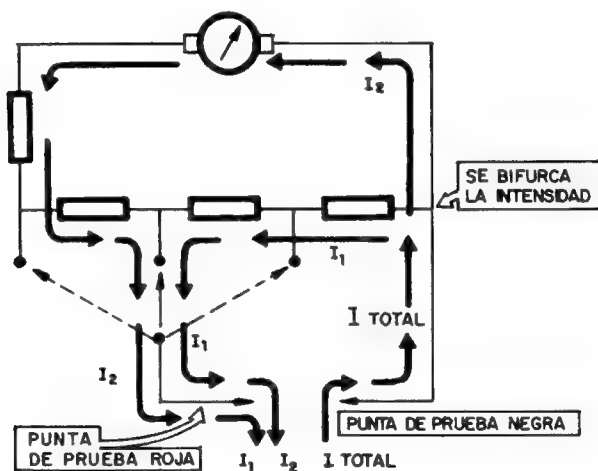 I₂
SE BIFURCA
LA INTENSIDAD
I₁
I TOTAL
I₁
I₂
PUNTA DE PRUEBA NEGRA
PUNTA
DE PRUEBA ROJA
I₁ I₂ I TOTAL